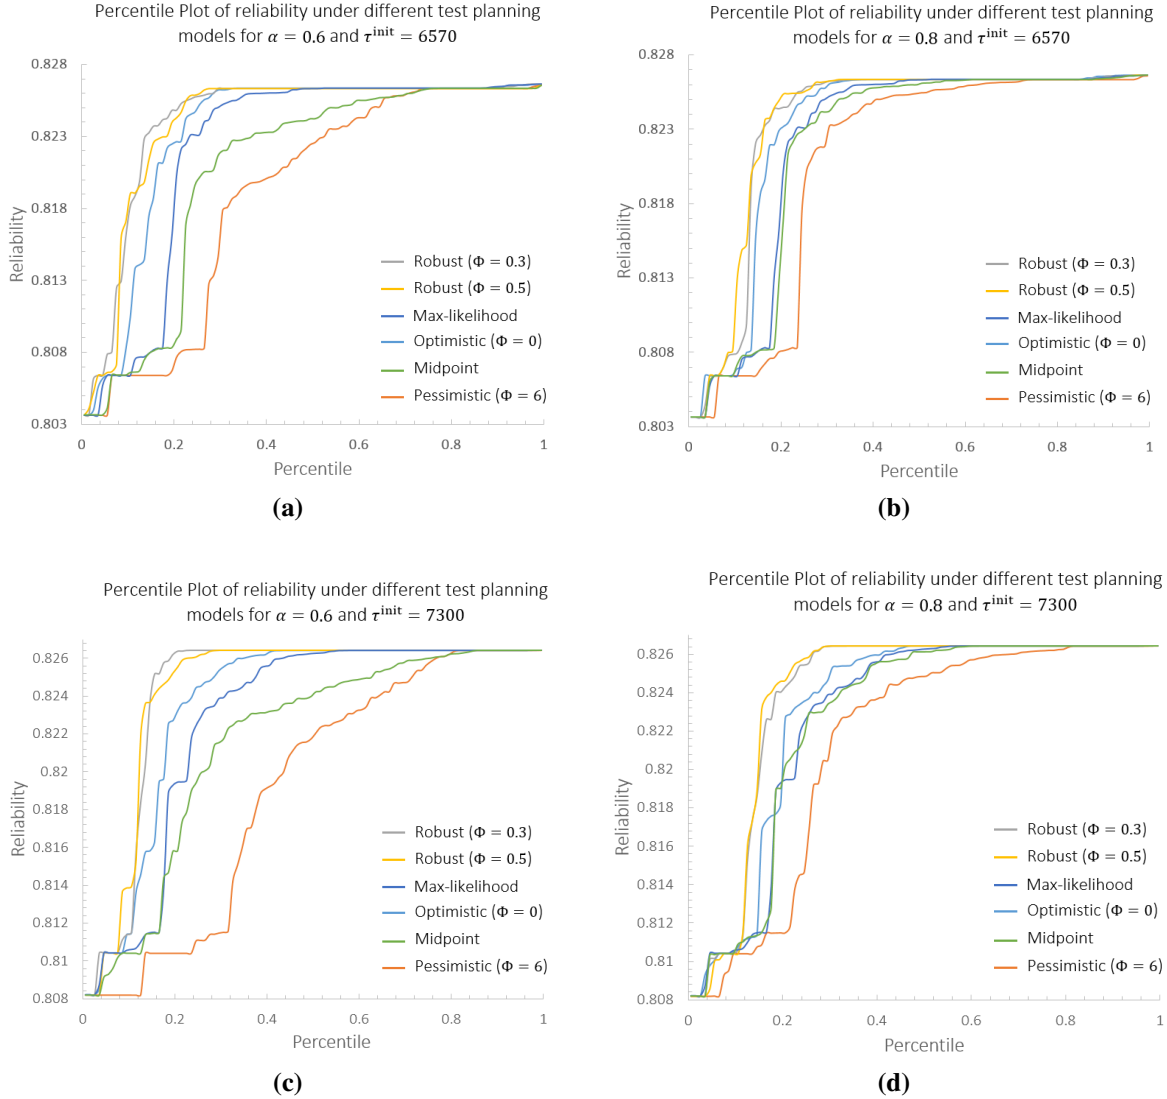 Percentile Plot of reliability under different test planning
models for α = 0.6 and τ^init = 6570
0.828
0.823
0.818
0.813
0.808
0.803
Reliability
0 0.2 0.4 0.6 0.8 1
Percentile
Robust (Φ = 0.3)
Robust (Φ = 0.5)
Max-likelihood
Optimistic (Φ = 0)
Midpoint
Pessimistic (Φ = 6)
(a)
Percentile Plot of reliability under different test planning
models for α = 0.8 and τ^init = 6570
0.828
0.823
0.818
0.813
0.808
0.803
Reliability
0 0.2 0.4 0.6 0.8 1
Percentile
Robust (Φ = 0.3)
Robust (Φ = 0.5)
Max-likelihood
Optimistic (Φ = 0)
Midpoint
Pessimistic (Φ = 6)
(b)
Percentile Plot of reliability under different test planning
models for α = 0.6 and τ^init = 7300
0.826
0.824
0.822
0.82
0.818
0.816
0.814
0.812
0.81
0.808
Reliability
0 0.2 0.4 0.6 0.8 1
Percentile
Robust (Φ = 0.3)
Robust (Φ = 0.5)
Max-likelihood
Optimistic (Φ = 0)
Midpoint
Pessimistic (Φ = 6)
(c)
Percentile Plot of reliability under different test planning
models for α = 0.8 and τ^init = 7300
0.826
0.824
0.822
0.82
0.818
0.816
0.814
0.812
0.81
0.808
Reliability
0 0.2 0.4 0.6 0.8 1
Percentile
Robust (Φ = 0.3)
Robust (Φ = 0.5)
Max-likelihood
Optimistic (Φ = 0)
Midpoint
Pessimistic (Φ = 6)
(d)